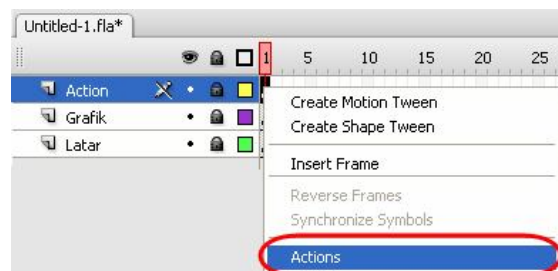 Untitled-1.fla*
1 5 10 15 20 25
Action
Grafik
Latar
Create Motion Tween
Create Shape Tween
Insert Frame
Reverse Frames
Synchronize Symbols
Actions